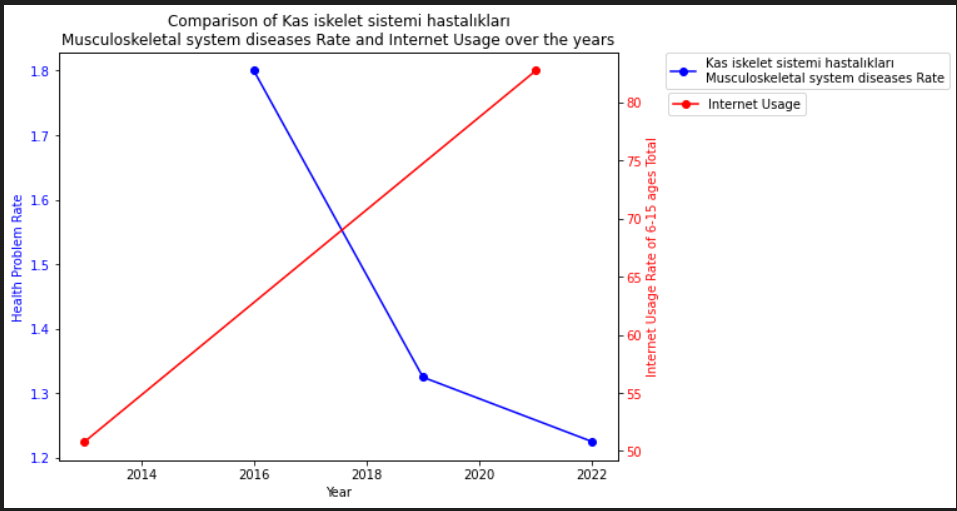 Comparison of Kas iskelet sistemi hastalıkları
Musculoskeletal system diseases Rate and Internet Usage over the years
Kas iskelet sistemi hastalıkları
Musculoskeletal system diseases Rate
Internet Usage
Health Problem Rate
1.8
1.7
1.6
1.5
1.4
1.3
1.2
80
75
70
65
60
55
50
Internet Usage Rate of 6-15 ages Total
2014 2016 2018 2020 2022
Year